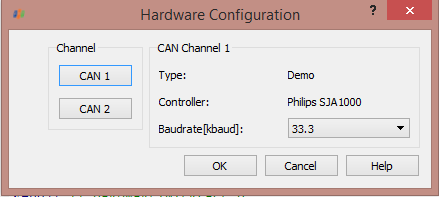 Hardware Configuration
?
Channel
CAN 1
CAN 2
CAN Channel 1
Type: Demo
Controller: Philips SJA1000
Baudrate[kbaud]: 33.3
OK Cancel Help